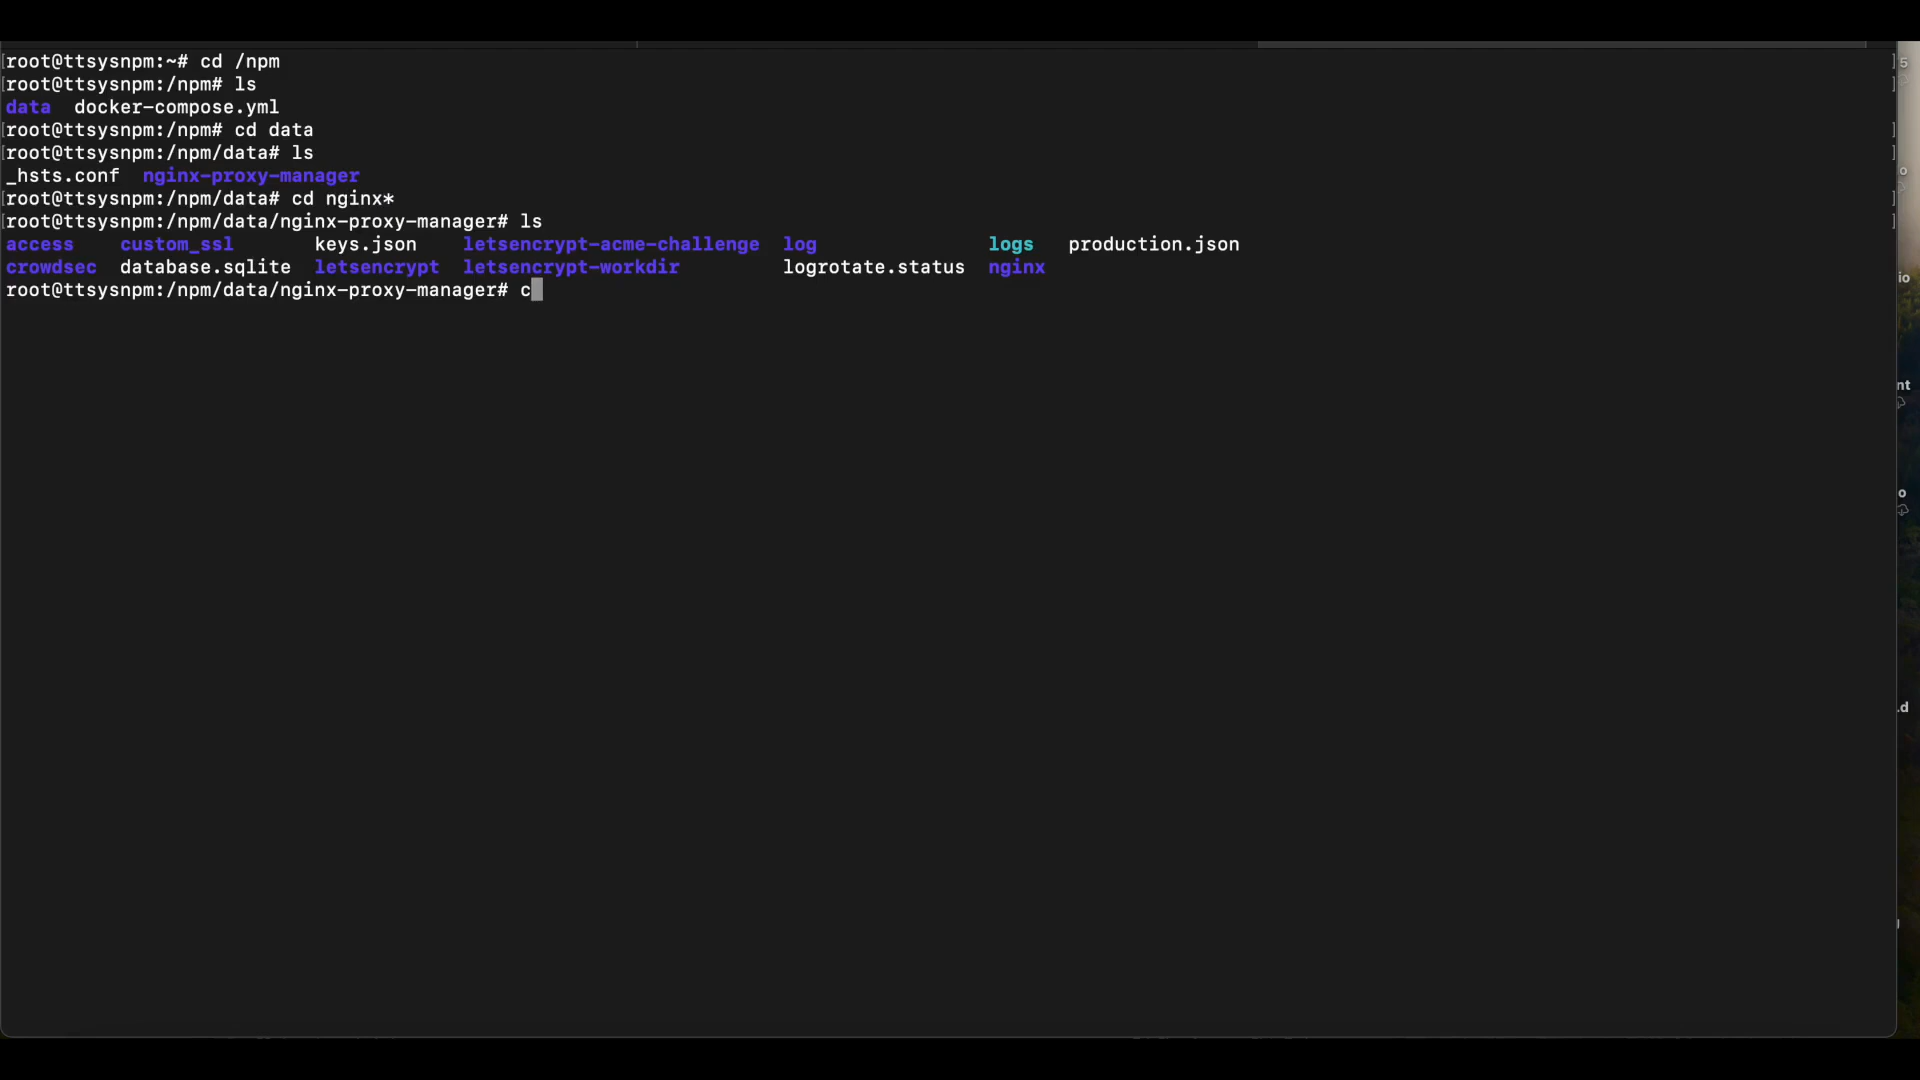 [root@ttsysnpm:~# cd /npm ]
[root@ttsysnpm:/npm# ls ]
data docker-compose.yml
[root@ttsysnpm:/npm# cd data ]
[root@ttsysnpm:/npm/data# ls ]
_hsts.conf nginx-proxy-manager
[root@ttsysnpm:/npm/data# cd nginx* ]
[root@ttsysnpm:/npm/data/nginx-proxy-manager# ls ]
access custom_ssl keys.json letsencrypt-acme-challenge log logs production.json
crowdsec database.sqlite letsencrypt letsencrypt-workdir logrotate.status nginx
root@ttsysnpm:/npm/data/nginx-proxy-manager# c
5
o
io
nt
o
.d